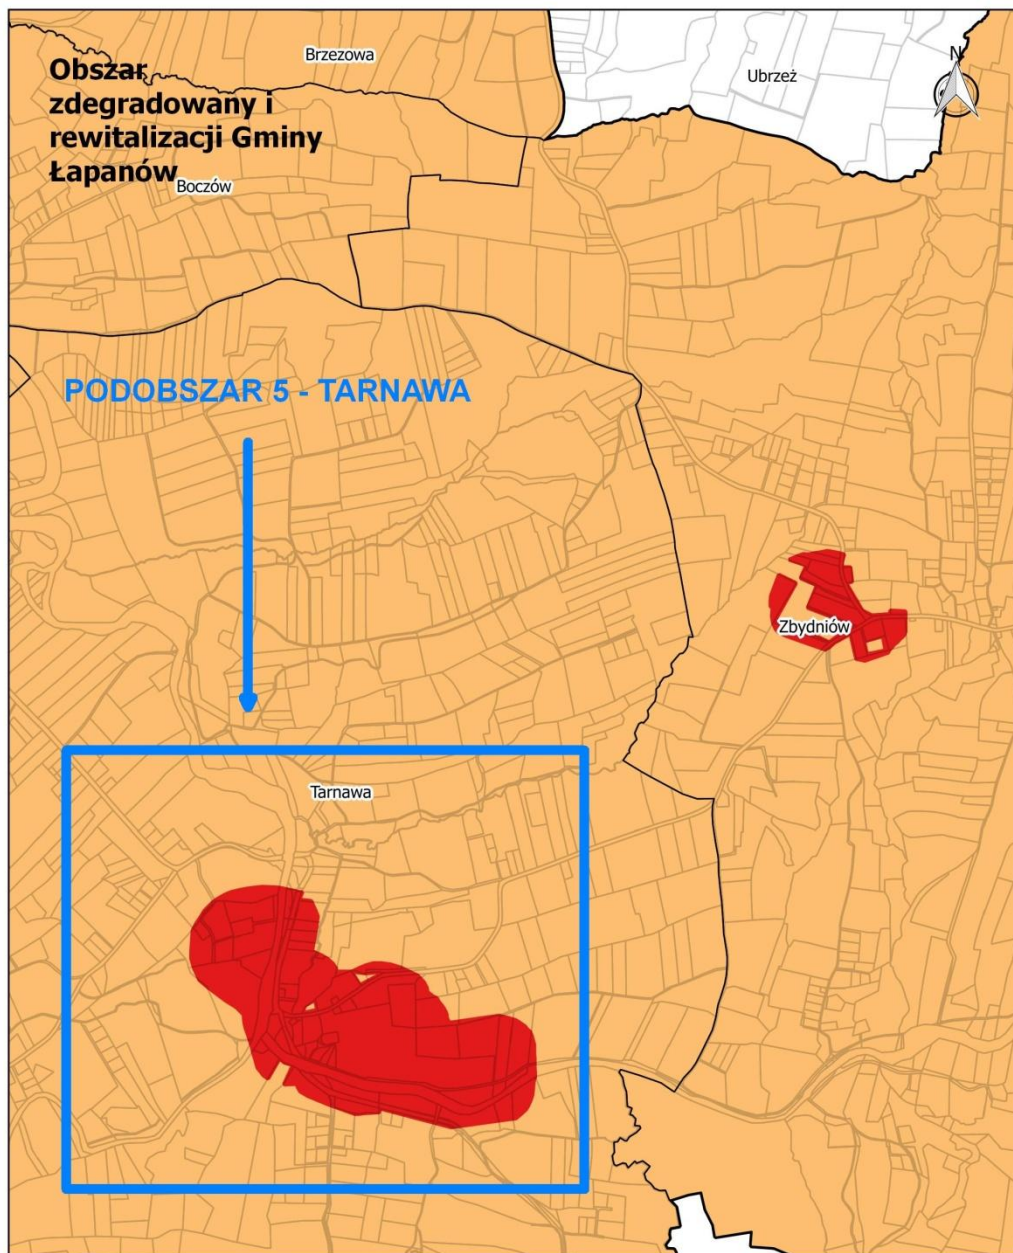 Obszar
zdegradowany i
rewitalizacji Gminy
Łapanów
Brzezowa
Ubrzeż
N
Boczów
PODOBSZAR 5 - TARNAWA
Zbydniów
Tarnawa